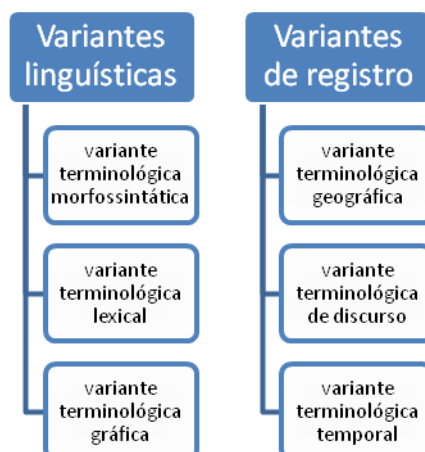 Variantes
linguísticas
variante
terminológica
morfossintática
variante
terminológica
lexical
variante
terminológica
gráfica
Variantes
de registro
variante
terminológica
geográfica
variante
terminológica
de discurso
variante
terminológica
temporal